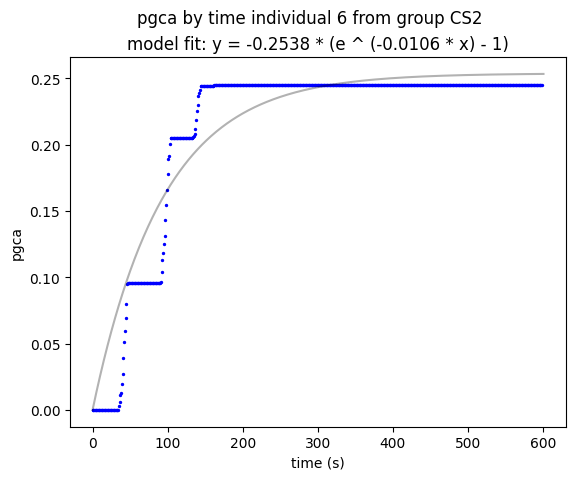 pgca by time individual 6 from group CS2
model fit: y = -0.2538 * (e ^ (-0.0106 * x) - 1)
0.25
0.20
0.15
0.10
0.05
0.00
pgca
0 100 200 300 400 500 600
time (s)